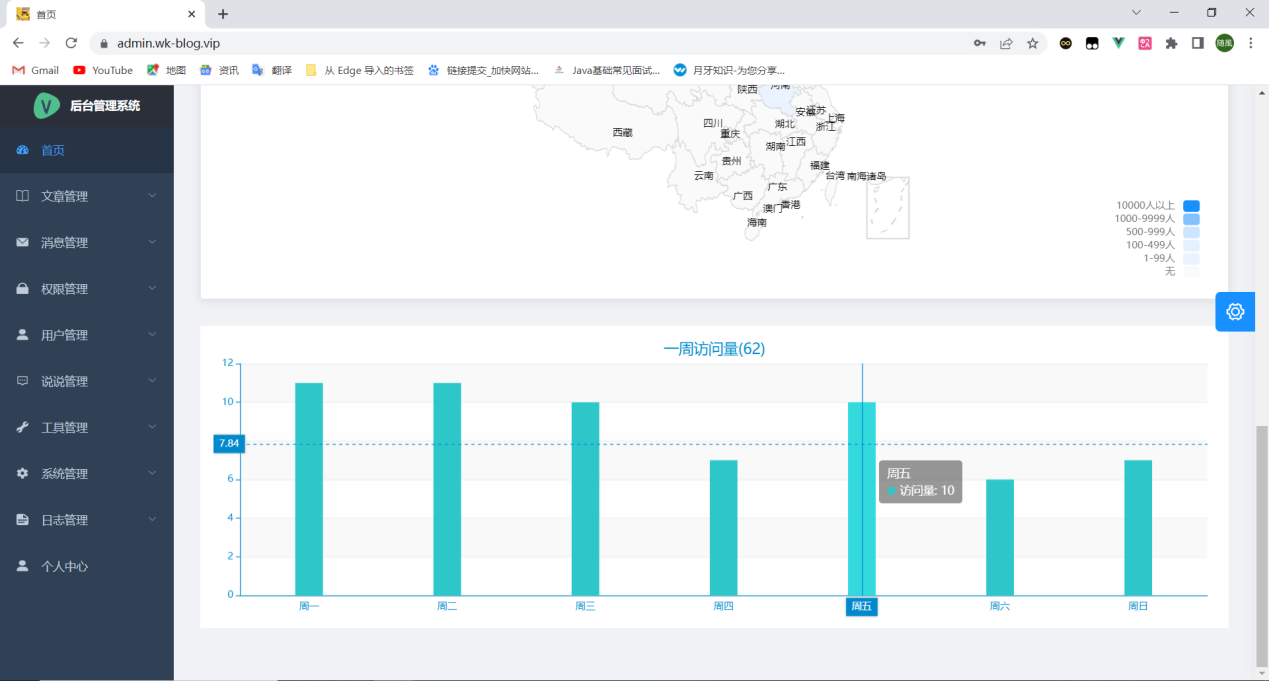 首页
admin.wk-blog.vip
随風
Gmail
YouTube
地图
资讯
翻译
从 Edge 导入的书签
链接提交_加快网站...
Java基础常见面试...
月牙知识-为您分享...
V 后台管理系统
首页
文章管理
消息管理
权限管理
用户管理
说说管理
工具管理
系统管理
日志管理
个人中心
陕西
河南
四川
重庆
西藏
湖北
安徽
江苏
上海
浙江
湖南
江西
贵州
福建
云南
台湾
南海诸岛
广西
广东
澳门
香港
海南
10000人以上
1000-9999人
500-999人
100-499人
1-99人
无
一周访问量(62)
12
10
7.84
6
4
2
0
周五
访问量: 10
周一
周二
周三
周四
周五
周六
周日